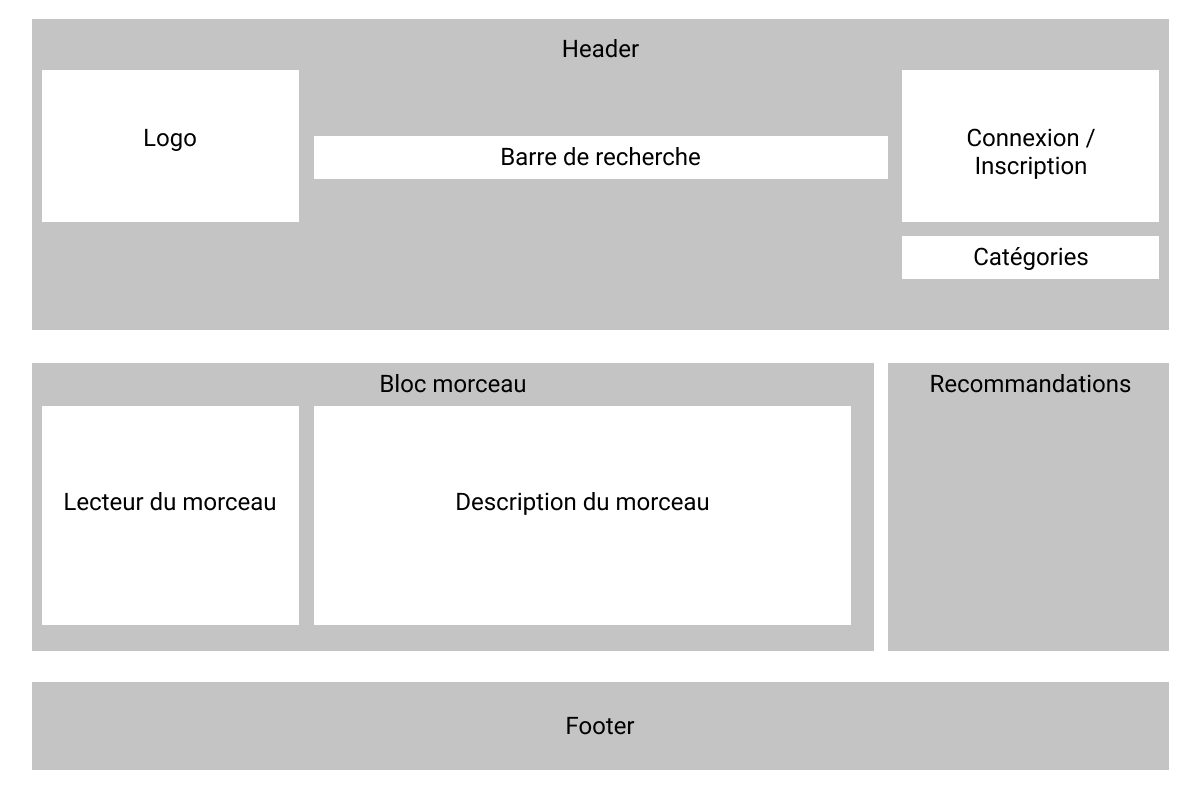 Header
Logo
Barre de recherche
Connexion /
Inscription
Catégories
Bloc morceau
Lecteur du morceau
Description du morceau
Recommandations
Footer